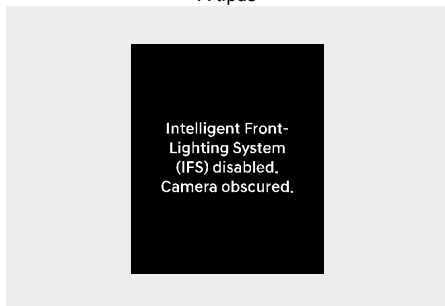 Intelligent Front-
Lighting System
(IFS) disabled.
Camera obscured.